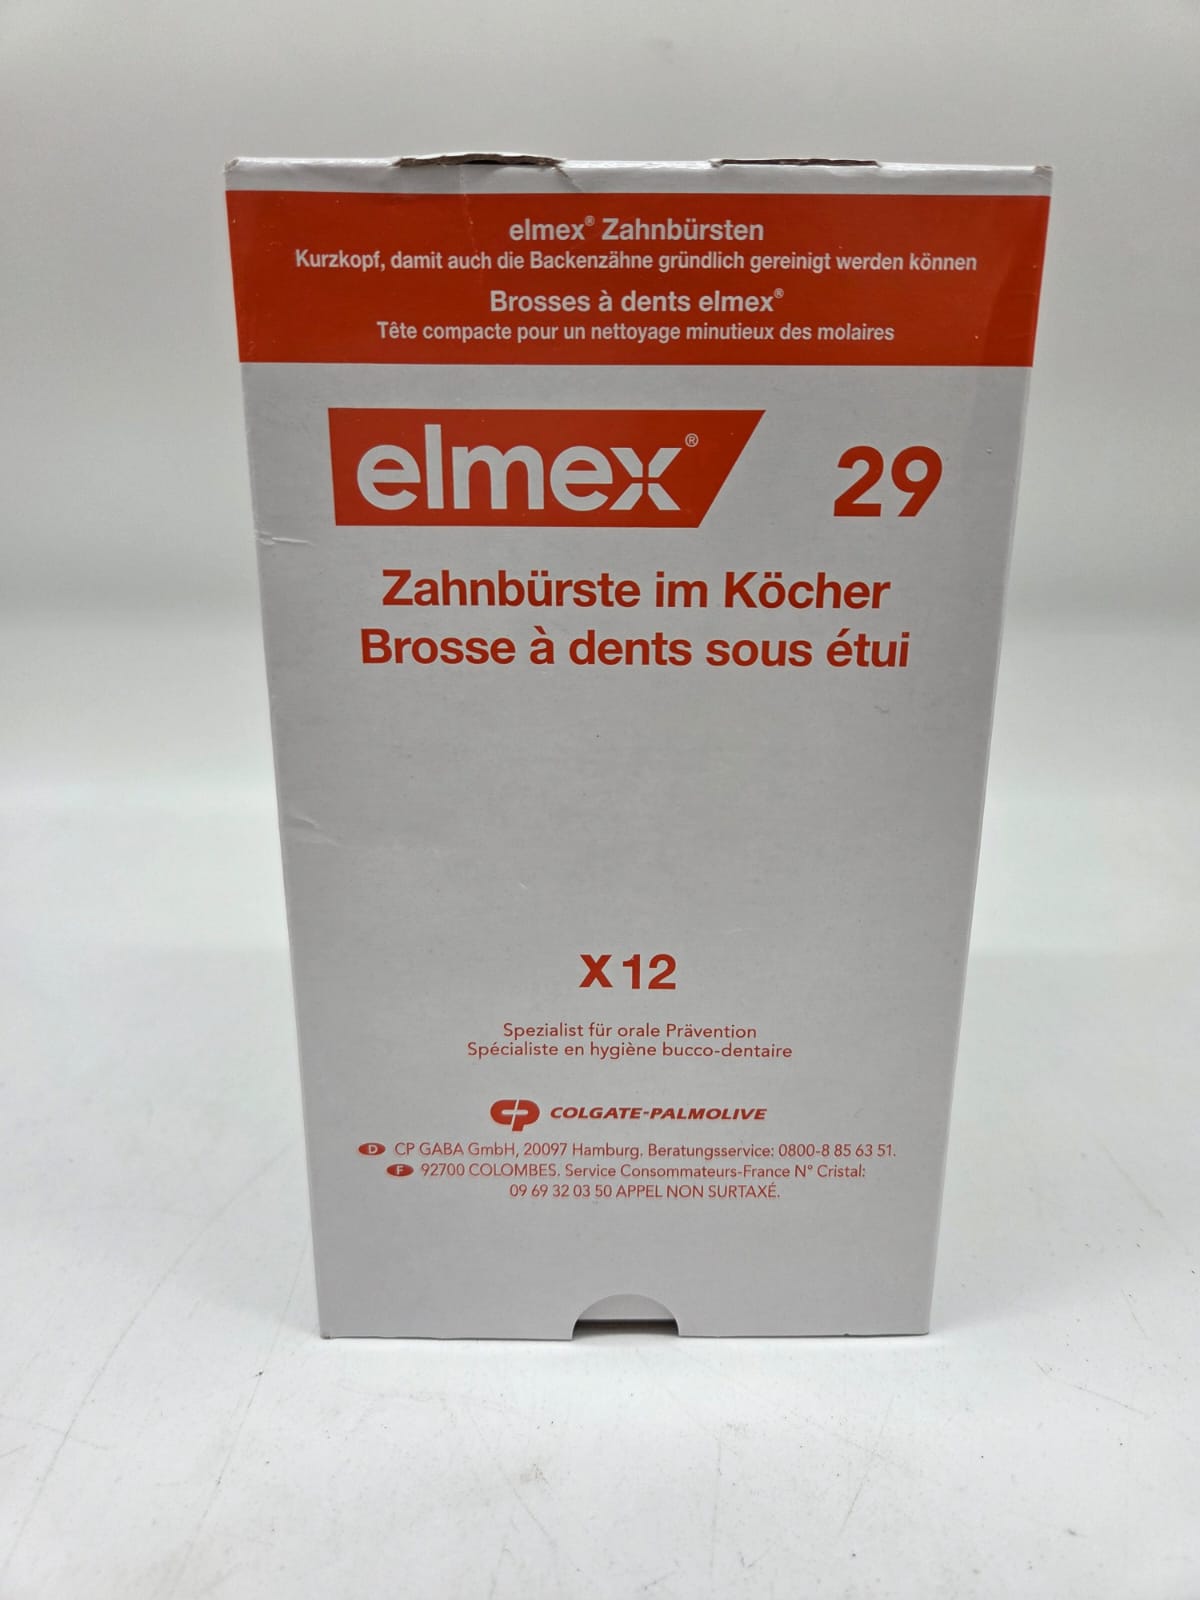 elmex® Zahnbürsten
Kurzkopf, damit auch die Backenzähne gründlich gereinigt werden können
Brosses à dents elmex®
Tête compacte pour un nettoyage minutieux des molaires
elmex® 29
Zahnbürste im Köcher
Brosse à dents sous étui
X 12
Spezialist für orale Prävention
Spécialiste en hygiène bucco-dentaire
CP COLGATE-PALMOLIVE
D CP GABA GmbH, 20097 Hamburg. Beratungsservice: 0800-8 85 63 51.
F 92700 COLOMBES. Service Consommateurs-France N° Cristal:
09 69 32 03 50 APPEL NON SURTAXÉ.